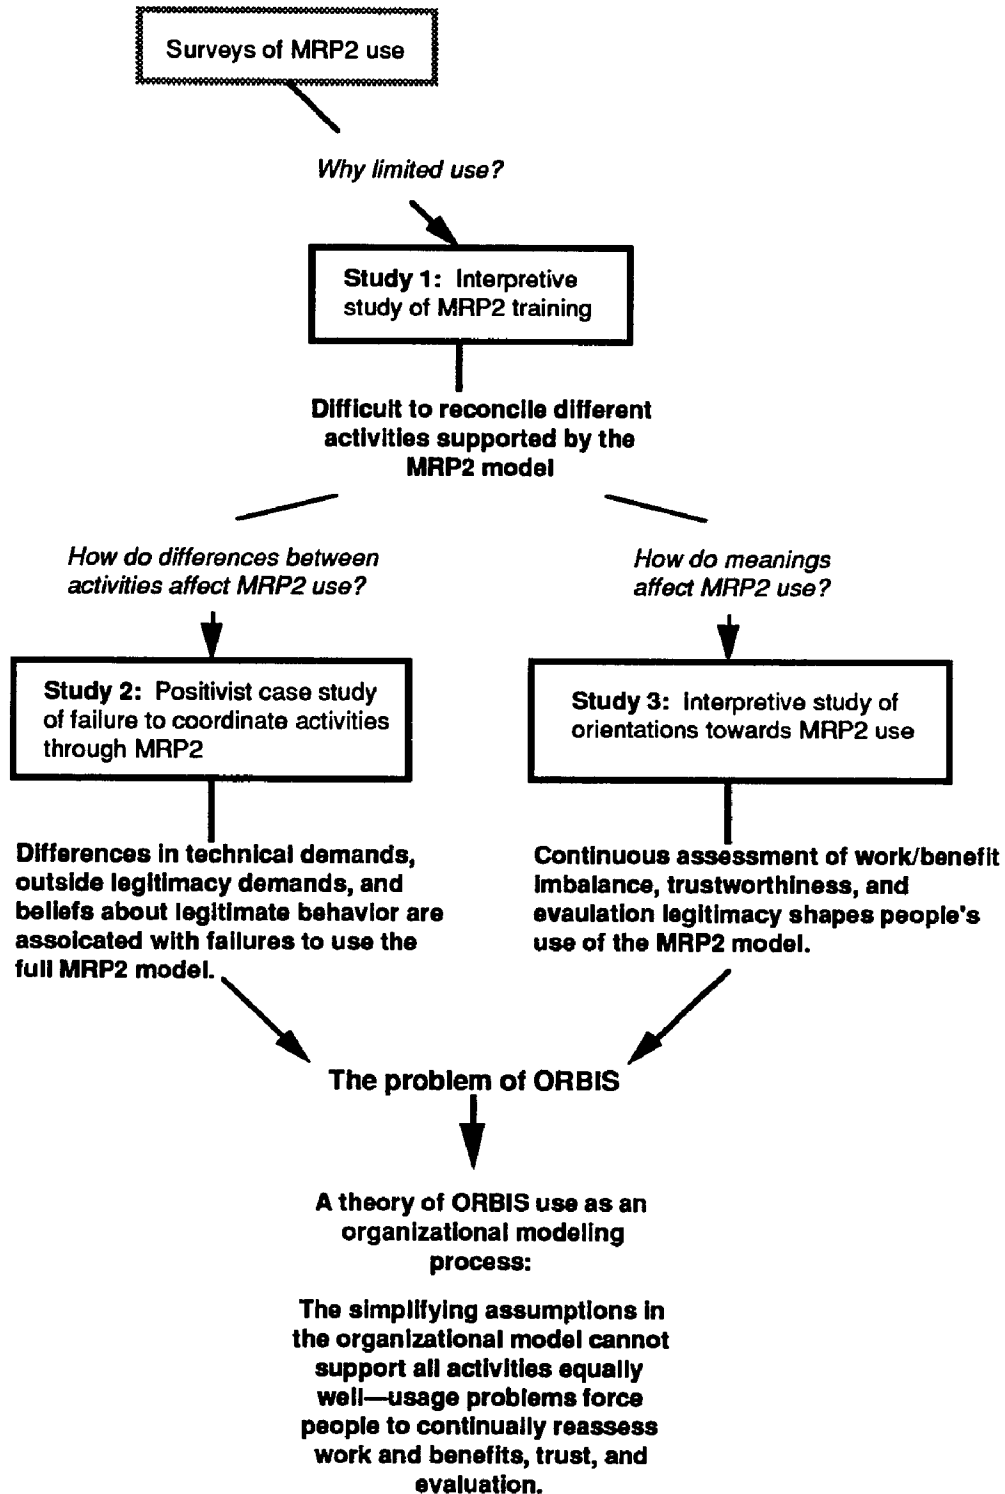 Surveys of MRP2 use
Why limited use?
Study 1: Interpretive
study of MRP2 training
Difficult to reconcile different
activities supported by the
MRP2 model
How do differences between
activities affect MRP2 use?
How do meanings
affect MRP2 use?
Study 2: Positivist case study
of failure to coordinate activities
through MRP2
Study 3: Interpretive study of
orientations towards MRP2 use
Differences in technical demands,
outside legitimacy demands, and
beliefs about legitimate behavior are
assoicated with failures to use the
full MRP2 model.
Continuous assessment of work/benefit
imbalance, trustworthiness, and
evaulation legitimacy shapes people's
use of the MRP2 model.
The problem of ORBIS
A theory of ORBIS use as an
organizational modeling
process:
The simplifying assumptions in
the organizational model cannot
support all activities equally
well—usage problems force
people to continually reassess
work and benefits, trust, and
evaluation.